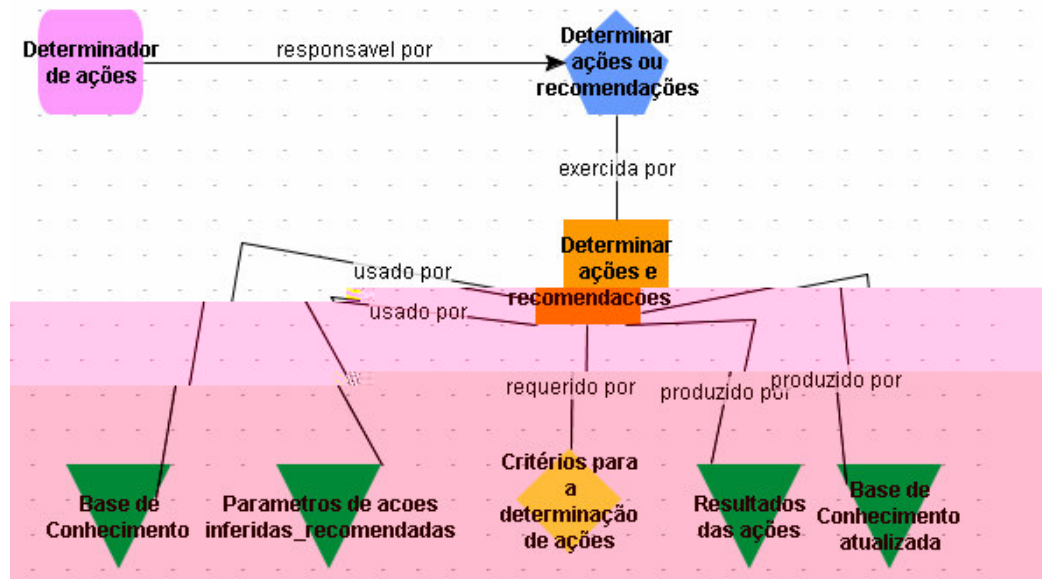 Determinador
de ações
responsavel por
Determinar
ações ou
recomendações
exercida por
Determinar
ações e
recomendacoes
usado por
usado por
requerido por
produzido por
produzido por
Base de
Conhecimento
Parametros de acoes
inferidas_recomendadas
Critérios para
a
determinação
de ações
Resultados
das ações
Base de
Conhecimento
atualizada